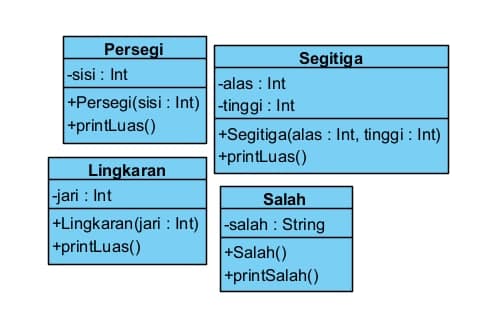 Persegi
-sisi : Int
+Persegi(sisi : Int)
+printLuas()
Segitiga
-alas : Int
-tinggi : Int
+Segitiga(alas : Int, tinggi : Int)
+printLuas()
Lingkaran
-jari : Int
+Lingkaran(jari : Int)
+printLuas()
Salah
-salah : String
+Salah()
+printSalah()